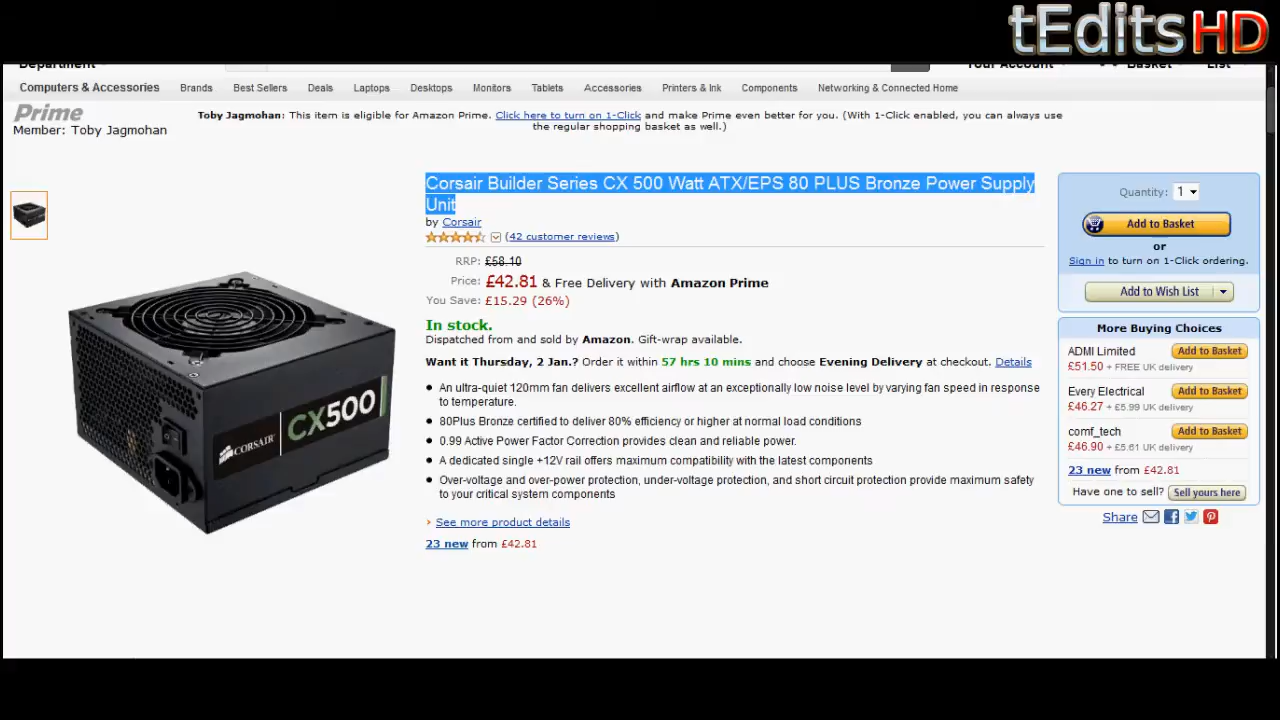 tEditsHD
Department
Your Account
Basket
List
Computers & Accessories Brands Best Sellers Deals Laptops Desktops Monitors Tablets Accessories Printers & Ink Components Networking & Connected Home
Prime
Member: Toby Jagmohan
Toby Jagmohan: This item is eligible for Amazon Prime. Click here to turn on 1-Click and make Prime even better for you. (With 1-Click enabled, you can always use
the regular shopping basket as well.)
Corsair Builder Series CX 500 Watt ATX/EPS 80 PLUS Bronze Power Supply
Unit
by Corsair
(42 customer reviews)
RRP: £58.10
Price: £42.81 & Free Delivery with Amazon Prime
You Save: £15.29 (26%)
In stock.
Dispatched from and sold by Amazon. Gift-wrap available.
Want it Thursday, 2 Jan.? Order it within 57 hrs 10 mins and choose Evening Delivery at checkout. Details
An ultra-quiet 120mm fan delivers excellent airflow at an exceptionally low noise level by varying fan speed in response
to temperature.
80Plus Bronze certified to deliver 80% efficiency or higher at normal load conditions
0.99 Active Power Factor Correction provides clean and reliable power.
A dedicated single +12V rail offers maximum compatibility with the latest components
Over-voltage and over-power protection, under-voltage protection, and short circuit protection provide maximum safety
to your critical system components
See more product details
23 new from £42.81
CORSAIR CX500
Quantity: 1
Add to Basket
or
Sign in to turn on 1-Click ordering.
Add to Wish List
More Buying Choices
ADMI Limited Add to Basket
£51.50 + FREE UK delivery
Every Electrical Add to Basket
£46.27 + £5.99 UK delivery
comf_tech Add to Basket
£46.90 + £5.61 UK delivery
23 new from £42.81
Have one to sell? Sell yours here
Share